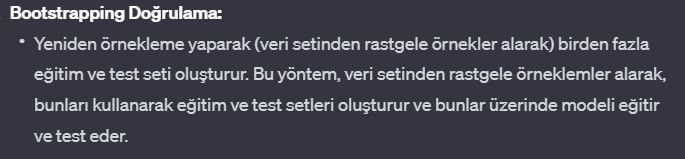 Bootstrapping Doğrulama:
• Yeniden örnekleme yaparak (veri setinden rastgele örnekler alarak) birden fazla
eğitim ve test seti oluşturur. Bu yöntem, veri setinden rastgele örneklemler alarak,
bunları kullanarak eğitim ve test setleri oluşturur ve bunlar üzerinde modeli eğitir
ve test eder.